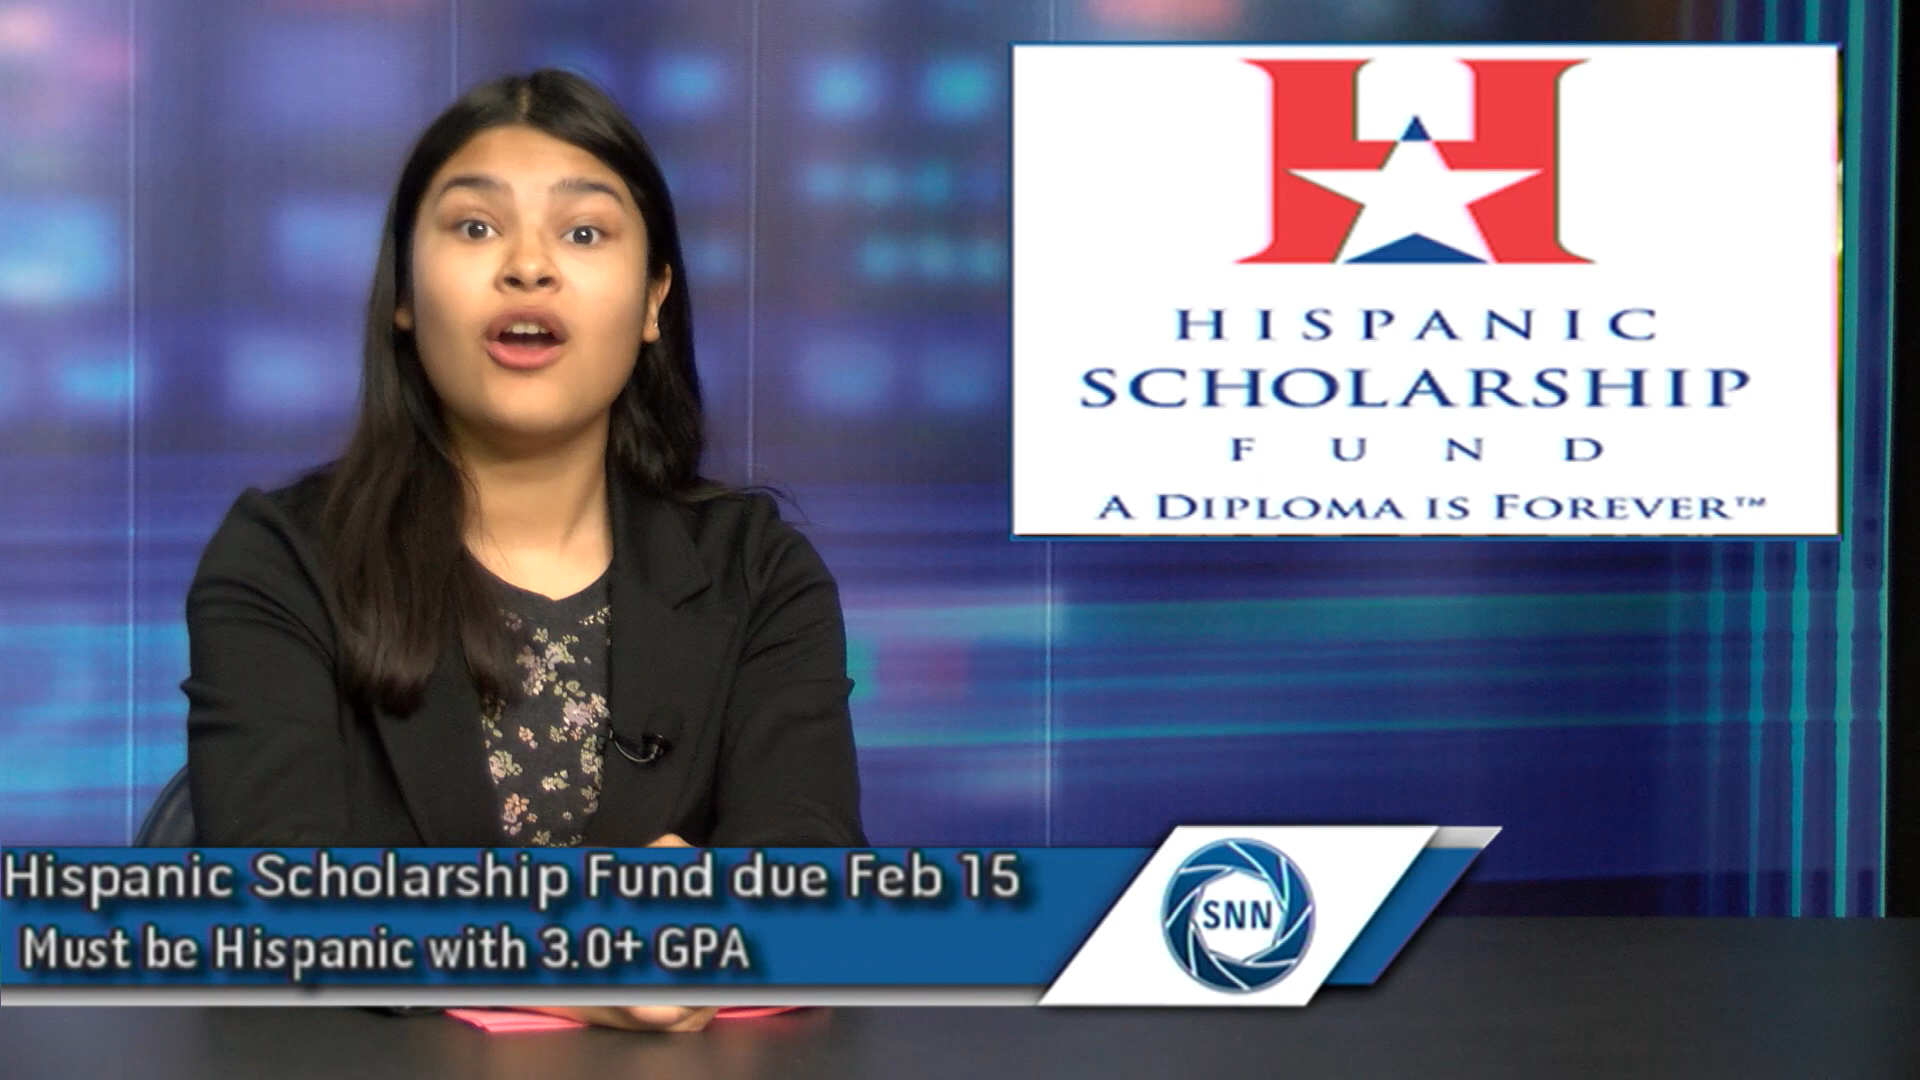 HISPANIC
SCHOLARSHIP
FUND
A DIPLOMA IS FOREVER™
Hispanic Scholarship Fund due Feb 15
Must be Hispanic with 3.0+ GPA
SNN